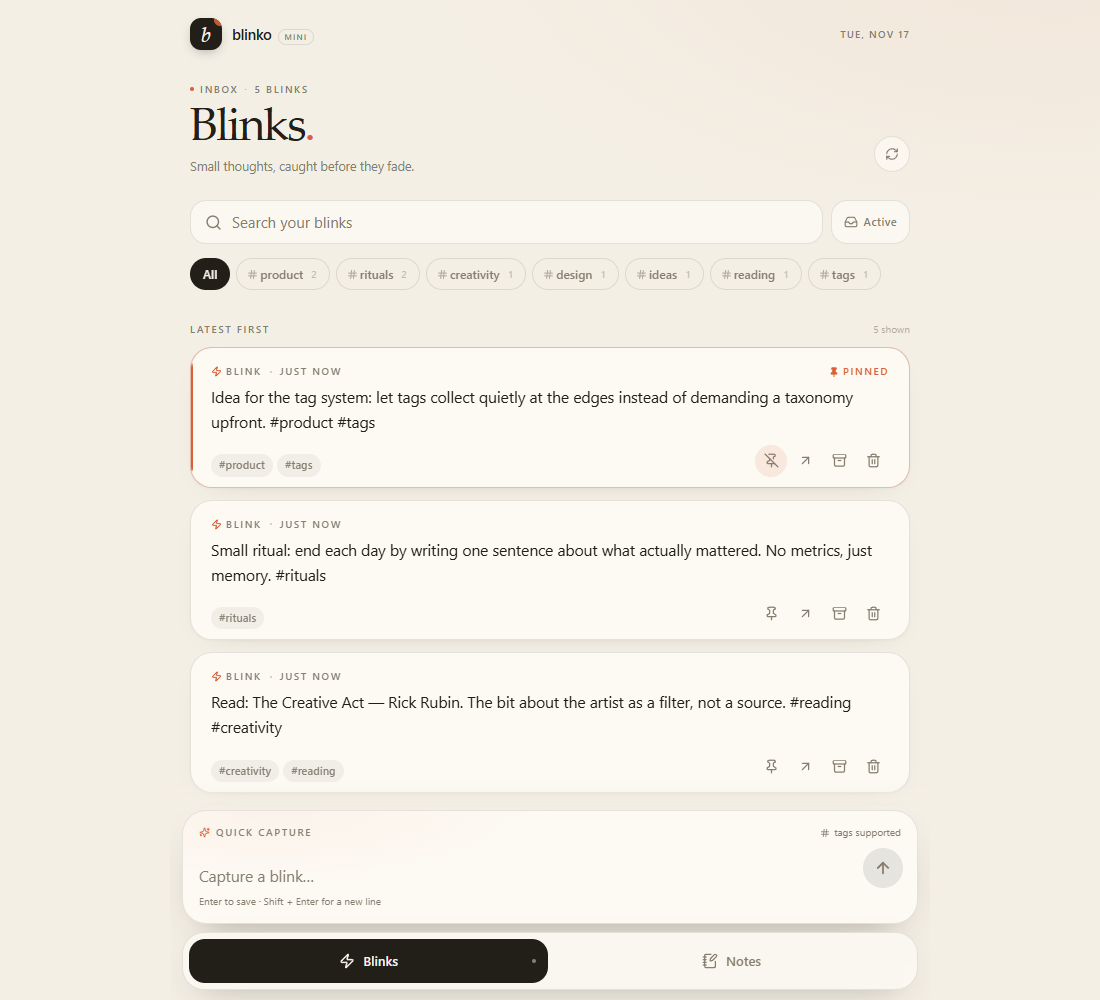 b blinko MINI TUE, NOV 17
INBOX · 5 BLINKS
Blinks.
Small thoughts, caught before they fade.
Search your blinks Active
All # product 2 # rituals 2 # creativity 1 # design 1 # ideas 1 # reading 1 # tags 1
LATEST FIRST 5 shown
BLINK · JUST NOW PINNED
Idea for the tag system: let tags collect quietly at the edges instead of demanding a taxonomy
upfront. #product #tags
#product #tags
BLINK · JUST NOW
Small ritual: end each day by writing one sentence about what actually mattered. No metrics, just
memory. #rituals
#rituals
BLINK · JUST NOW
Read: The Creative Act — Rick Rubin. The bit about the artist as a filter, not a source. #reading
#creativity
#creativity #reading
QUICK CAPTURE # tags supported
Capture a blink...
Enter to save · Shift + Enter for a new line
Blinks Notes